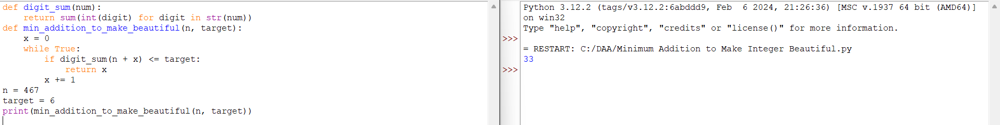 def digit_sum(num):
    return sum(int(digit) for digit in str(num))
def min_addition_to_make_beautiful(n, target):
    x = 0
    while True:
        if digit_sum(n + x) <= target:
            return x
        x += 1
n = 467
target = 6
print(min_addition_to_make_beautiful(n, target))
Python 3.12.2 (tags/v3.12.2:6abddd9, Feb  6 2024, 21:26:36) [MSC v.1937 64 bit (AMD64)]
on win32
Type "help", "copyright", "credits" or "license()" for more information.
>>>
= RESTART: C:/DAA/Minimum Addition to Make Integer Beautiful.py
33
>>>